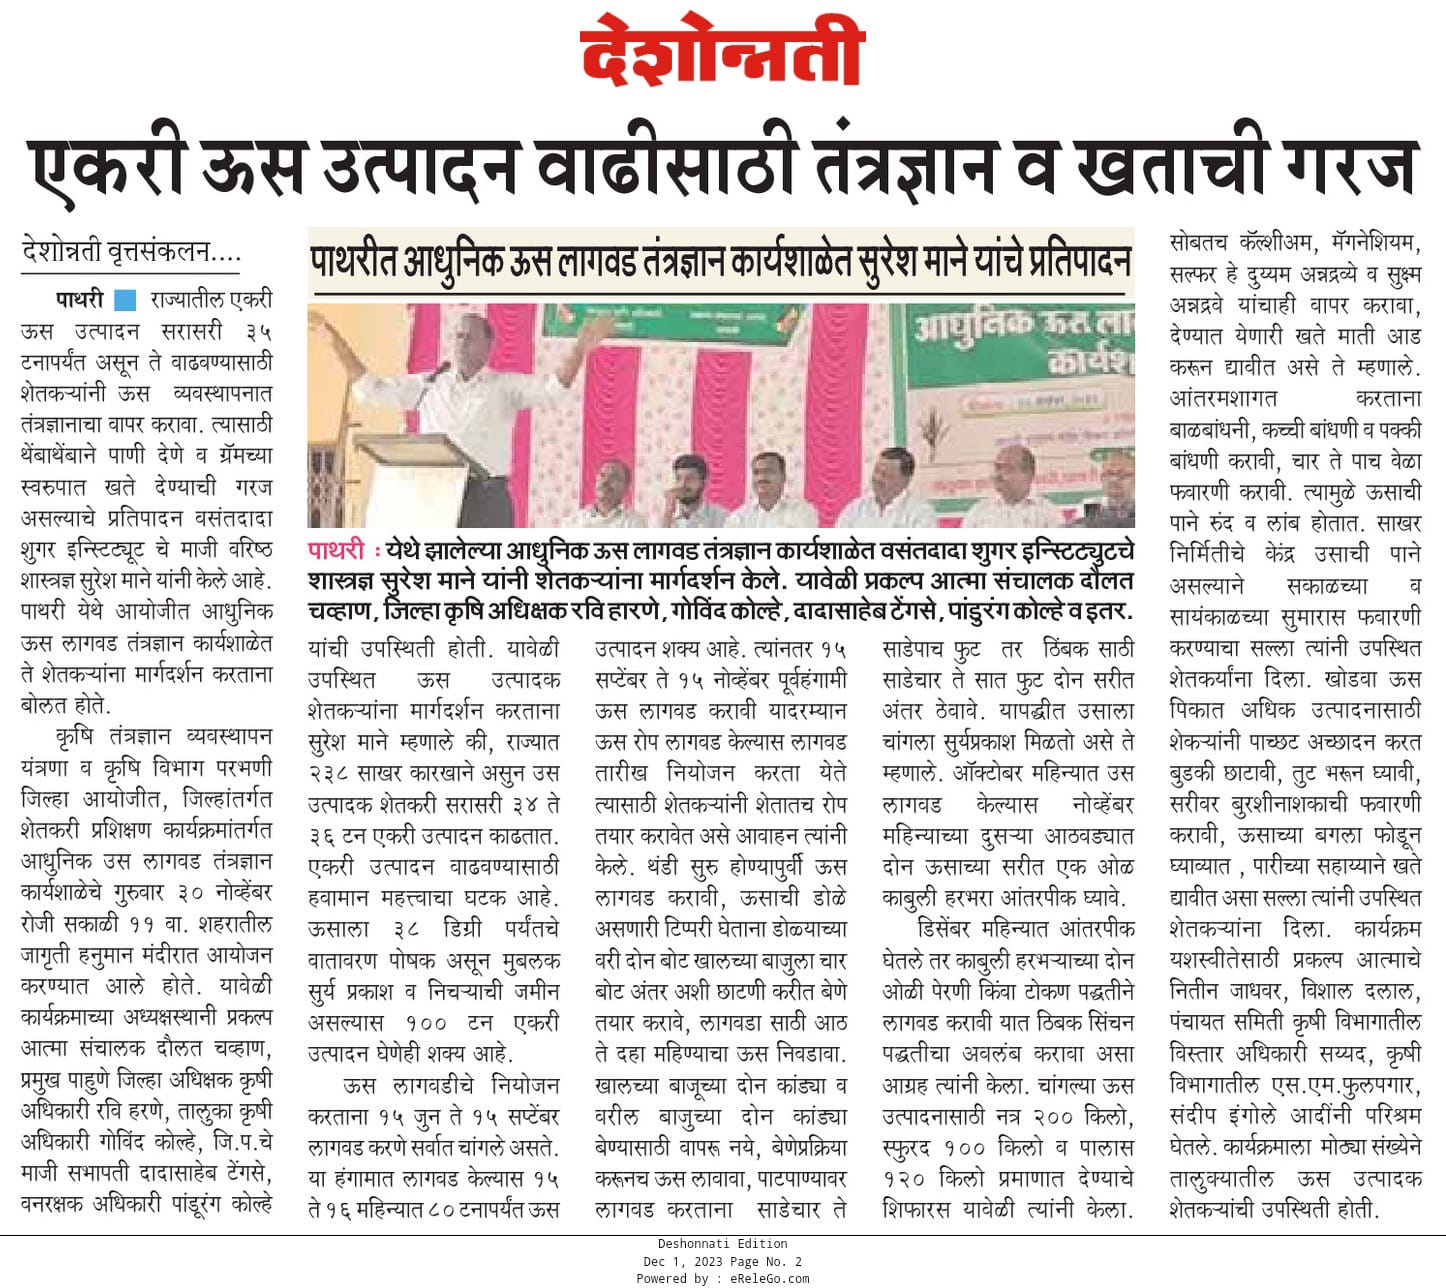 देशोन्नती
एकरी ऊस उत्पादन वाढीसाठी तंत्रज्ञान व खताची गरज
देशोन्नती वृत्तसंकलन....
पाथरी राज्यातील एकरी
ऊस उत्पादन सरासरी ३५
टनापर्यंत असून ते वाढवण्यासाठी
शेतकऱ्यांनी ऊस व्यवस्थापनात
तंत्रज्ञानाचा वापर करावा. त्यासाठी
थेंबाथेंबाने पाणी देणे व ग्रॅमच्या
स्वरुपात खते देण्याची गरज
असल्याचे प्रतिपादन वसंतदादा
शुगर इन्स्टिट्यूट चे माजी वरिष्ठ
शास्त्रज्ञ सुरेश माने यांनी केले आहे.
पाथरी येथे आयोजीत आधुनिक
ऊस लागवड तंत्रज्ञान कार्यशाळेत
ते शेतकऱ्यांना मार्गदर्शन करताना
बोलत होते.
कृषि तंत्रज्ञान व्यवस्थापन
यंत्रणा व कृषि विभाग परभणी
जिल्हा आयोजीत, जिल्हांतर्गत
शेतकरी प्रशिक्षण कार्यक्रमांतर्गत
आधुनिक उस लागवड तंत्रज्ञान
कार्यशाळेचे गुरुवार ३० नोव्हेंबर
रोजी सकाळी ११ वा. शहरातील
जागृती हनुमान मंदीरात आयोजन
करण्यात आले होते. यावेळी
कार्यक्रमाच्या अध्यक्षस्थानी प्रकल्प
आत्मा संचालक दौलत चव्हाण,
प्रमुख पाहुणे जिल्हा अधिक्षक कृषी
अधिकारी रवि हरणे, तालुका कृषी
अधिकारी गोविंद कोल्हे, जि.प.चे
माजी सभापती दादासाहेब टेंगसे,
वनरक्षक अधिकारी पांडूरंग कोल्हे
पाथरीत आधुनिक ऊस लागवड तंत्रज्ञान कार्यशाळेत सुरेश माने यांचे प्रतिपादन
आधुनिक ऊस ला
कार्यश
पाथरी : येथे झालेल्या आधुनिक ऊस लागवड तंत्रज्ञान कार्यशाळेत वसंतदादा शुगर इन्स्टिट्युटचे
शास्त्रज्ञ सुरेश माने यांनी शेतकऱ्यांना मार्गदर्शन केले. यावेळी प्रकल्प आत्मा संचालक दौलत
चव्हाण, जिल्हा कृषि अधिक्षक रवि हारणे, गोविंद कोल्हे, दादासाहेब टेंगसे, पांडुरंग कोल्हे व इतर.
यांची उपस्थिती होती. यावेळी
उपस्थित ऊस उत्पादक
शेतकऱ्यांना मार्गदर्शन करताना
सुरेश माने म्हणाले की, राज्यात
२३८ साखर कारखाने असुन उस
उत्पादक शेतकरी सरासरी ३४ ते
३६ टन एकरी उत्पादन काढतात.
एकरी उत्पादन वाढवण्यासाठी
हवामान महत्त्वाचा घटक आहे.
ऊसाला ३८ डिग्री पर्यंतचे
वातावरण पोषक असून मुबलक
सुर्य प्रकाश व निचऱ्याची जमीन
असल्यास १०० टन एकरी
उत्पादन घेणेही शक्य आहे.
ऊस लागवडीचे नियोजन
करताना १५ जुन ते १५ सप्टेंबर
लागवड करणे सर्वात चांगले असते.
या हंगामात लागवड केल्यास १५
ते १६ महिन्यात ८० टनापर्यंत ऊस
उत्पादन शक्य आहे. त्यांनतर १५
सप्टेंबर ते १५ नोव्हेंबर पूर्वहंगामी
ऊस लागवड करावी यादरम्यान
ऊस रोप लागवड केल्यास लागवड
तारीख नियोजन करता येते
त्यासाठी शेतकऱ्यांनी शेतातच रोप
तयार करावेत असे आवाहन त्यांनी
केले. थंडी सुरु होण्यापुर्वी ऊस
लागवड करावी, ऊसाची डोळे
असणारी टिप्परी घेताना डोळ्याच्या
वरी दोन बोट खालच्या बाजुला चार
बोट अंतर अशी छाटणी करीत बेणे
तयार करावे, लागवडा साठी आठ
ते दहा महिण्याचा ऊस निवडावा.
खालच्या बाजूच्या दोन कांड्या व
वरील बाजुच्या दोन कांड्या
बेण्यासाठी वापरू नये, बेणेप्रक्रिया
करूनच ऊस लावावा, पाटपाण्यावर
लागवड करताना साडेचार ते
साडेपाच फुट तर ठिंबक साठी
साडेचार ते सात फुट दोन सरीत
अंतर ठेवावे. यापद्धीत उसाला
चांगला सुर्यप्रकाश मिळतो असे ते
म्हणाले. ऑक्टोबर महिन्यात उस
लागवड केल्यास नोव्हेंबर
महिन्याच्या दुसऱ्या आठवड्यात
दोन ऊसाच्या सरीत एक ओळ
काबुली हरभरा आंतरपीक घ्यावे.
डिसेंबर महिन्यात आंतरपीक
घेतले तर काबुली हरभऱ्याच्या दोन
ओळी पेरणी किंवा टोकण पद्धतीने
लागवड करावी यात ठिबक सिंचन
पद्धतीचा अवलंब करावा असा
आग्रह त्यांनी केला. चांगल्या ऊस
उत्पादनासाठी नत्र २०० किलो,
स्फुरद १०० किलो व पालास
१२० किलो प्रमाणात देण्याचे
शिफारस यावेळी त्यांनी केला.
सोबतच कॅल्शीअम, मॅगनेशियम,
सल्फर हे दुय्यम अन्नद्रव्ये व सुक्ष्म
अन्नद्रवे यांचाही वापर करावा,
देण्यात येणारी खते माती आड
करून द्यावीत असे ते म्हणाले.
आंतरमशागत करताना
बाळबांधनी, कच्ची बांधणी व पक्की
बांधणी करावी, चार ते पाच वेळा
फवारणी करावी. त्यामुळे ऊसाची
पाने रुंद व लांब होतात. साखर
निर्मितीचे केंद्र उसाची पाने
असल्याने सकाळच्या व
सायंकाळच्या सुमारास फवारणी
करण्याचा सल्ला त्यांनी उपस्थित
शेतकर्यांना दिला. खोडवा ऊस
पिकात अधिक उत्पादनासाठी
शेकऱ्यांनी पाच्छट अच्छादन करत
बुडकी छाटावी, तुट भरून घ्यावी,
सरीवर बुरशीनाशकाची फवारणी
करावी, ऊसाच्या बगला फोडून
घ्याव्यात , पारीच्या सहाय्याने खते
द्यावीत असा सल्ला त्यांनी उपस्थित
शेतकऱ्यांना दिला. कार्यक्रम
यशस्वीतेसाठी प्रकल्प आत्माचे
नितीन जाधवर, विशाल दलाल,
पंचायत समिती कृषी विभागातील
विस्तार अधिकारी सय्यद, कृषी
विभागातील एस.एम.फुलपगार,
संदीप इंगोले आदींनी परिश्रम
घेतले. कार्यक्रमाला मोठ्या संख्येने
तालुक्यातील ऊस उत्पादक
शेतकऱ्यांची उपस्थिती होती.
Deshonnati Edition
Dec 1, 2023 Page No. 2
Powered by : eReleGo.com